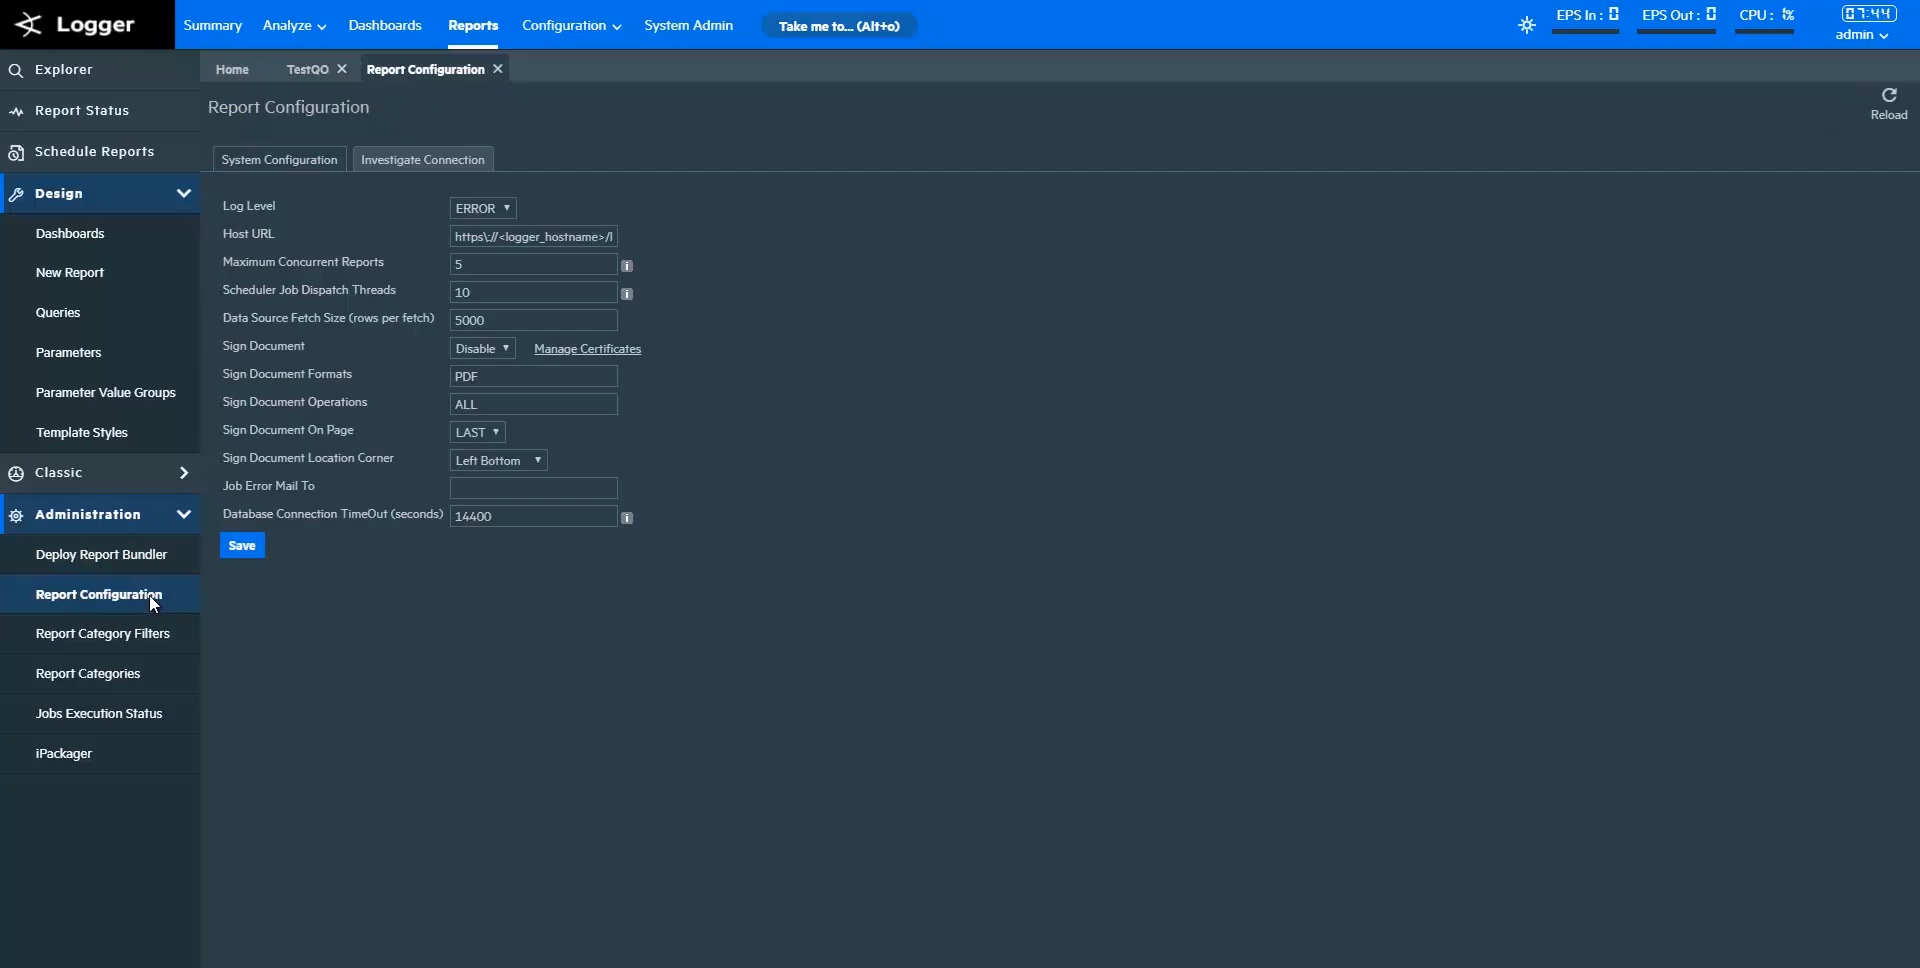 Logger
Summary Analyze Dashboards Reports Configuration System Admin Take me to... (Alt+o)
EPS In : 0 EPS Out : 0 CPU : 1% 07:44
admin
Explorer
Report Status
Schedule Reports
Design
Dashboards
New Report
Queries
Parameters
Parameter Value Groups
Template Styles
Classic
Administration
Deploy Report Bundler
Report Configuration
Report Category Filters
Report Categories
Jobs Execution Status
iPackager
Home TestQO Report Configuration
Report Configuration
Reload
System Configuration Investigate Connection
Log Level ERROR
Host URL https\://<logger_hostname>/l
Maximum Concurrent Reports 5
Scheduler Job Dispatch Threads 10
Data Source Fetch Size (rows per fetch) 5000
Sign Document Disable Manage Certificates
Sign Document Formats PDF
Sign Document Operations ALL
Sign Document On Page LAST
Sign Document Location Corner Left Bottom
Job Error Mail To
Database Connection TimeOut (seconds) 14400
Save